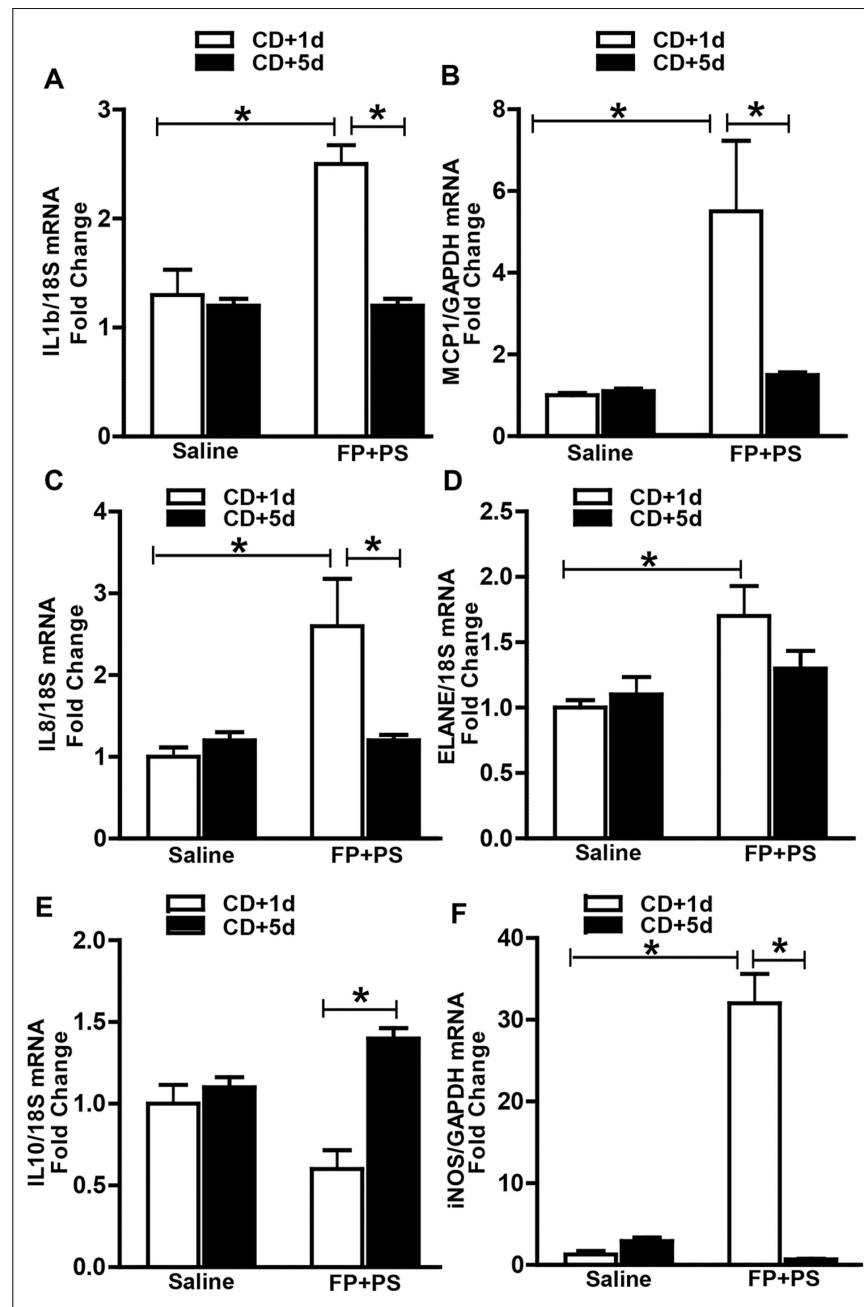 CD+1d
CD+5d
A
IL1b/18S mRNA
Fold Change
3
2
1
0
*
*
Saline
FP+PS
CD+1d
CD+5d
B
MCP1/GAPDH mRNA
Fold Change
8
6
4
2
0
*
*
Saline
FP+PS
C
CD+1d
CD+5d
IL8/18S mRNA
Fold Change
4
3
2
1
0
*
*
Saline
FP+PS
D
CD+1d
CD+5d
ELANE/18S mRNA
Fold Change
2.5
2.0
1.5
1.0
0.5
0.0
*
Saline
FP+PS
E
CD+1d
CD+5d
IL10/18S mRNA
Fold Change
2.0
1.5
1.0
0.5
0.0
*
Saline
FP+PS
F
CD+1d
CD+5d
iNOS/GAPDH mRNA
Fold Change
40
30
20
10
0
*
*
Saline
FP+PS